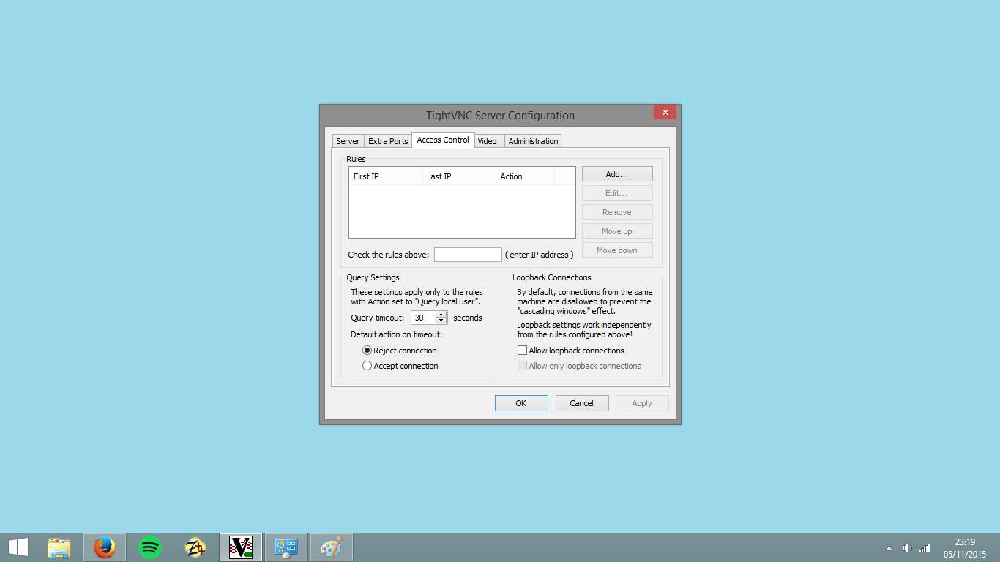 TightVNC Server Configuration
Server
Extra Ports
Access Control
Video
Administration
Rules
First IP
Last IP
Action
Add...
Edit...
Remove
Move up
Move down
Check the rules above:
( enter IP address )
Query Settings
These settings apply only to the rules
with Action set to "Query local user".
Query timeout: 30 seconds
Default action on timeout:
Reject connection
Accept connection
Loopback Connections
By default, connections from the same
machine are disallowed to prevent the
"cascading windows" effect.
Loopback settings work independently
from the rules configured above!
Allow loopback connections
Allow only loopback connections
OK
Cancel
Apply
23:19
05/11/2015